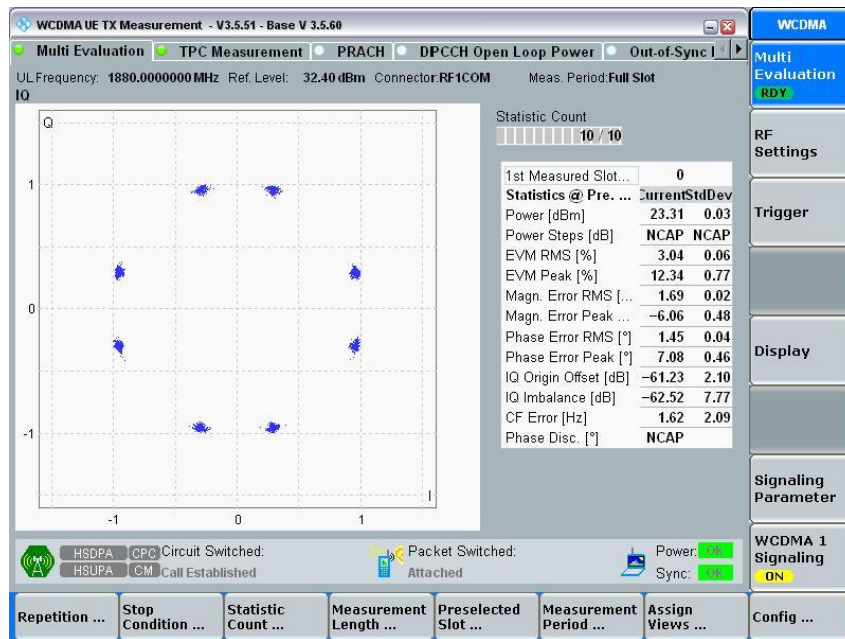 WCDMA UE TX Measurement - V3.5.51 - Base V 3.5.60
WCDMA
Multi Evaluation TPC Measurement PRACH DPCCH Open Loop Power Out-of-Sync
UL Frequency: 1880.0000000 MHz Ref. Level: 32.40 dBm Connector:RF1COM Meas. Period:Full Slot
IQ
Q
1
0
-1
-1 0 1
I
Statistic Count
10 / 10
1st Measured Slot... 0
Statistics @ Pre. ... Current StdDev
Power [dBm] 23.31 0.03
Power Steps [dB] NCAP NCAP
EVM RMS [%] 3.04 0.06
EVM Peak [%] 12.34 0.77
Magn. Error RMS [... 1.69 0.02
Magn. Error Peak ... −6.06 0.48
Phase Error RMS [°] 1.45 0.04
Phase Error Peak [°] 7.08 0.46
IQ Origin Offset [dB] −61.23 2.10
IQ Imbalance [dB] −62.52 7.77
CF Error [Hz] 1.62 2.09
Phase Disc. [°] NCAP
Multi
Evaluation
RDY
RF
Settings
Trigger
Display
Signaling
Parameter
WCDMA 1
Signaling
ON
HSDPA CPC Circuit Switched: Packet Switched: Power: OK
HSUPA CM Call Established Attached Sync: OK
Repetition ...
Stop
Condition ...
Statistic
Count ...
Measurement
Length ...
Preselected
Slot ...
Measurement
Period ...
Assign
Views ...
Config ...